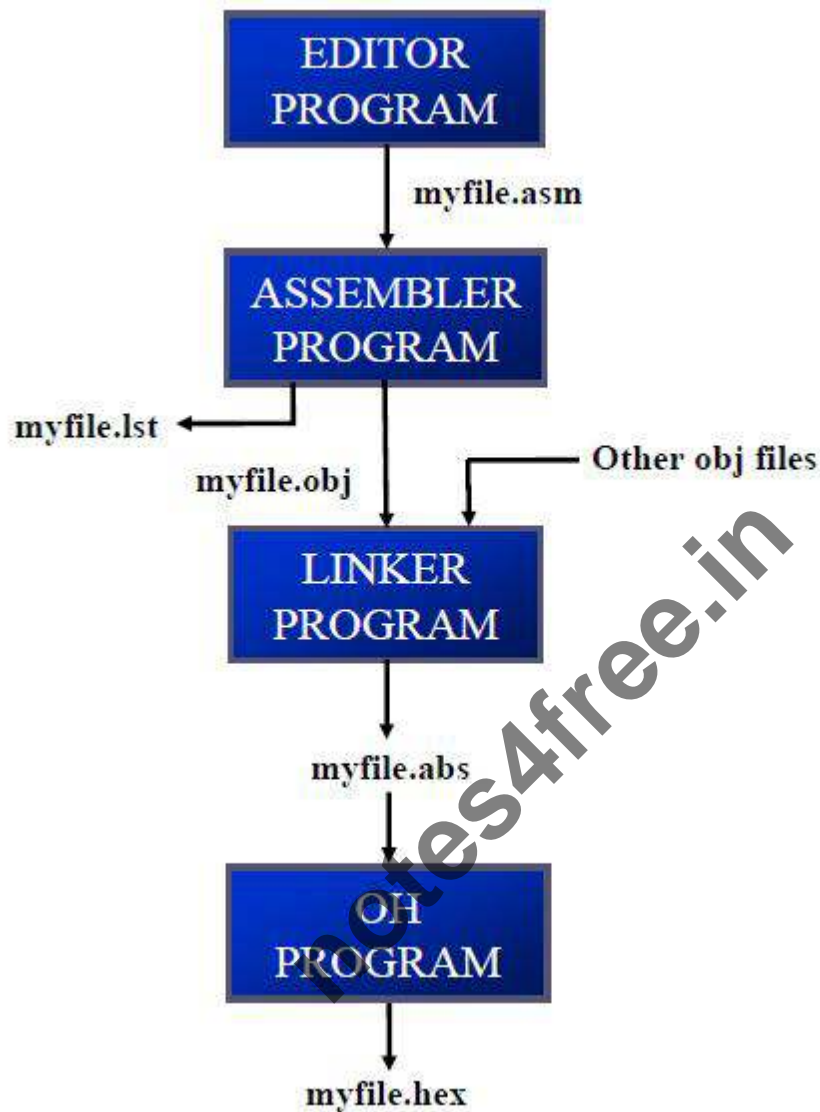 EDITOR
PROGRAM
myfile.asm
ASSEMBLER
PROGRAM
myfile.lst
myfile.obj
Other obj files
LINKER
PROGRAM
myfile.abs
OH
PROGRAM
myfile.hex
notes4free.in